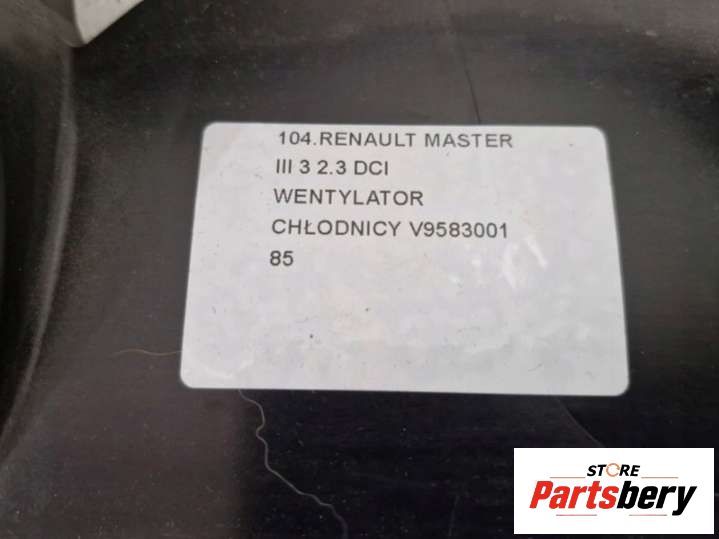 104.RENAULT MASTER
III 3 2.3 DCI
WENTYLATOR
CHŁODNICY V9583001
85
STORE
Partsbery